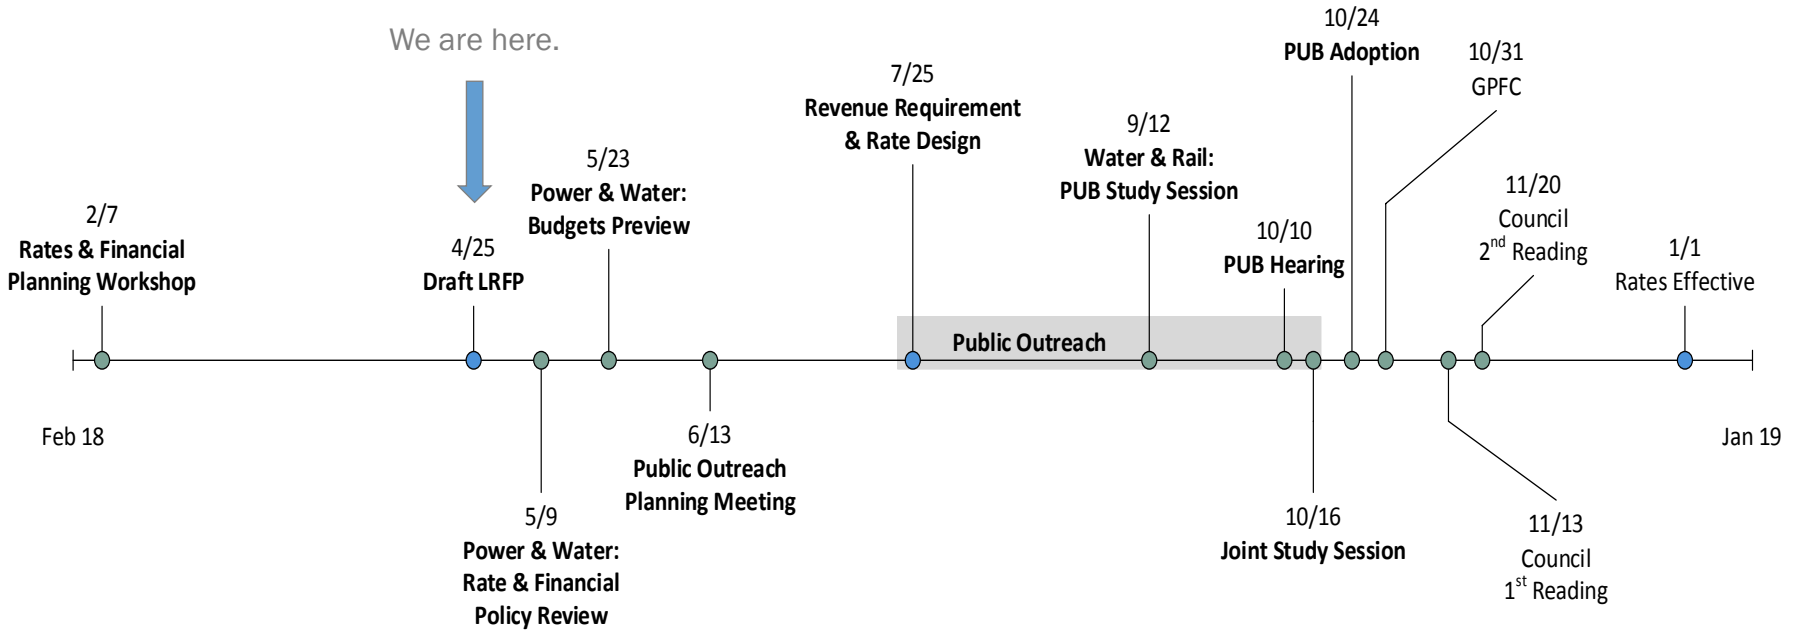 We are here.
2/7
Rates & Financial
Planning Workshop
4/25
Draft LRFP
5/23
Power & Water:
Budgets Preview
7/25
Revenue Requirement
& Rate Design
9/12
Water & Rail:
PUB Study Session
10/10
PUB Hearing
10/24
PUB Adoption
10/31
GPFC
11/20
Council
2nd Reading
1/1
Rates Effective
Public Outreach
Feb 18
Jan 19
5/9
Power & Water:
Rate & Financial
Policy Review
6/13
Public Outreach
Planning Meeting
10/16
Joint Study Session
11/13
Council
1st Reading